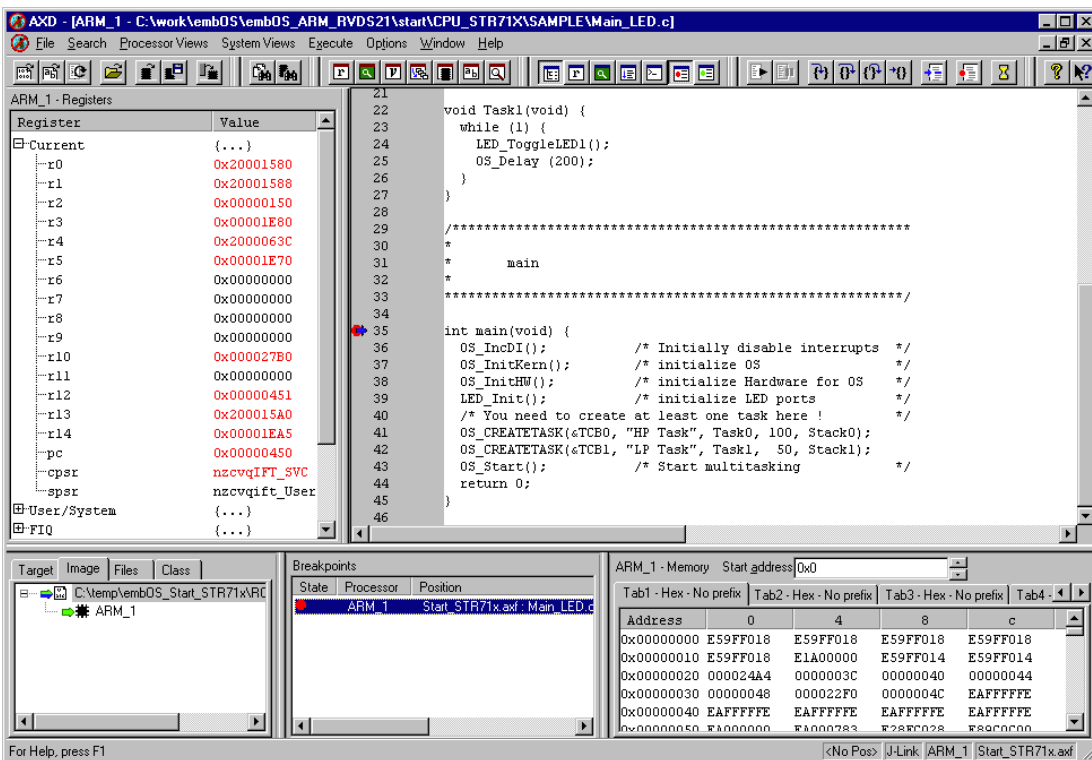 AXD - [ARM_1 - C:\work\embOS\embOS_ARM_RVDS21\start\CPU_STR71X\SAMPLE\Main_LED.c]
File Search Processor Views System Views Execute Options Window Help
ARM_1 - Registers
Register Value
Current {...}
r0 0x20001580
r1 0x20001588
r2 0x00000150
r3 0x00001E80
r4 0x2000063C
r5 0x00001E70
r6 0x00000000
r7 0x00000000
r8 0x00000000
r9 0x00000000
r10 0x000027B0
r11 0x00000000
r12 0x00000451
r13 0x200015A0
r14 0x00001EA5
pc 0x00000450
cpsr nzcvqIFT_SVC
spsr nzcvqift_User
User/System {...}
FIQ {...}
21
22 void Task1(void) {
23 while (1) {
24 LED_ToggleLED1();
25 OS_Delay (200);
26 }
27 }
28
29 /**********************************************************
30 *
31 * main
32 *
33 **********************************************************/
34
35 int main(void) {
36 OS_IncDI(); /* Initially disable interrupts */
37 OS_InitKern(); /* initialize OS */
38 OS_InitHW(); /* initialize Hardware for OS */
39 LED_Init(); /* initialize LED ports */
40 /* You need to create at least one task here ! */
41 OS_CREATETASK(&TCB0, "HP Task", Task0, 100, Stack0);
42 OS_CREATETASK(&TCB1, "LP Task", Task1, 50, Stack1);
43 OS_Start(); /* Start multitasking */
44 return 0;
45 }
46
Target Image Files Class
C:\temp\embOS_Start_STR71x\RC
ARM_1
Breakpoints
State Processor Position
ARM_1 Start_STR71x.axf : Main_LED.c
ARM_1 - Memory Start address 0x0
Tab1 - Hex - No prefix Tab2 - Hex - No prefix Tab3 - Hex - No prefix Tab4 -
Address 0 4 8 c
0x00000000 E59FF018 E59FF018 E59FF018 E59FF018
0x00000010 E59FF018 E1A00000 E59FF014 E59FF014
0x00000020 000024A4 0000003C 00000040 00000044
0x00000030 00000048 000022F0 0000004C EAFFFFFE
0x00000040 EAFFFFFE EAFFFFFE EAFFFFFE EAFFFFFE
0x00000050 EA000000 EA000783 E28FC028 E89C0C00
For Help, press F1
<No Pos> J-Link ARM_1 Start_STR71x.axf